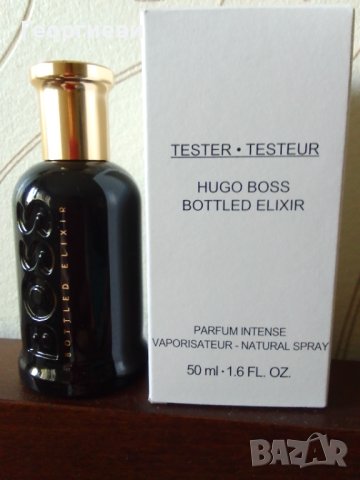 Георгиеви
BOSS
BOTTLED ELIXIR
TESTER • TESTEUR
HUGO BOSS
BOTTLED ELIXIR
PARFUM INTENSE
VAPORISATEUR - NATURAL SPRAY
50 ml · 1.6 FL. OZ.
BAZAR